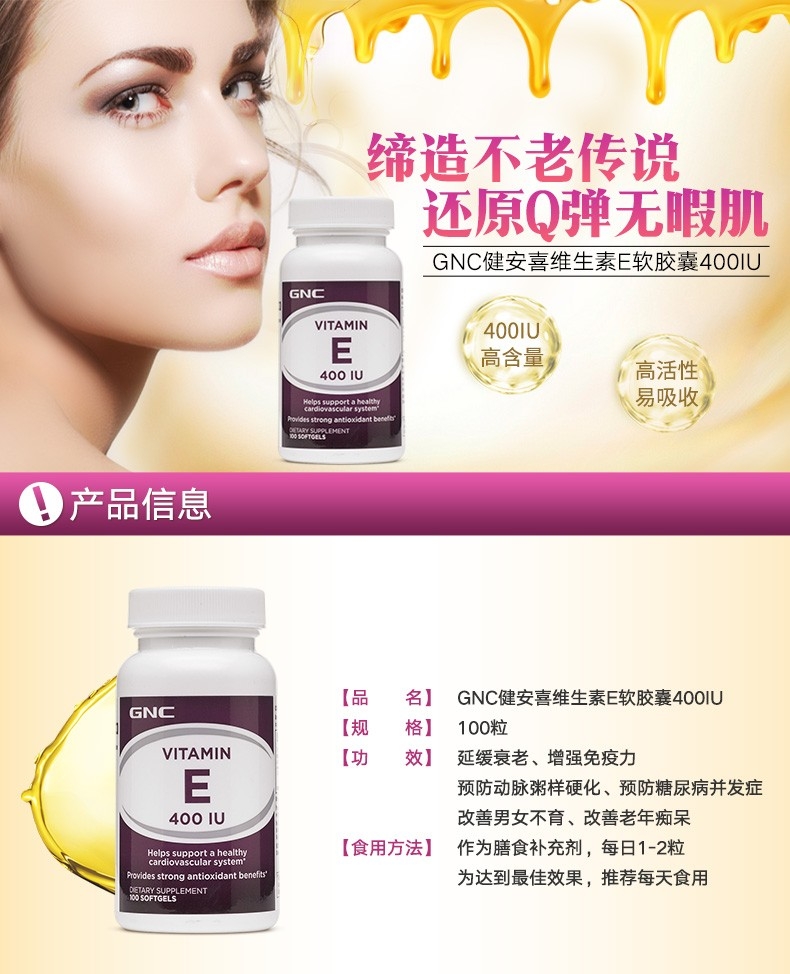 缔造不老传说
还原Q弹无暇肌
GNC健安喜维生素E软胶囊400IU
400IU
高含量
高活性
易吸收
GNC
VITAMIN
E
400 IU
Helps support a healthy
cardiovascular system*
Provides strong antioxidant benefits*
DIETARY SUPPLEMENT
100 SOFTGELS
产品信息
GNC
VITAMIN
E
400 IU
Helps support a healthy
cardiovascular system*
Provides strong antioxidant benefits*
DIETARY SUPPLEMENT
100 SOFTGELS
【品 名】 GNC健安喜维生素E软胶囊400IU
【规 格】 100粒
【功 效】 延缓衰老、增强免疫力
预防动脉粥样硬化、预防糖尿病并发症
改善男女不育、改善老年痴呆
【食用方法】 作为膳食补充剂，每日1-2粒
为达到最佳效果，推荐每天食用